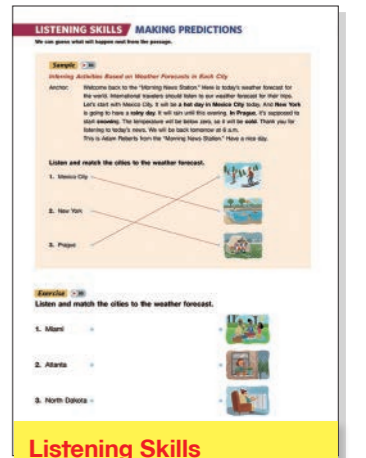 LISTENING SKILLS MAKING PREDICTIONS
We can guess what will happen next from the passage.
Sample 30
Inferring Activities Based on Weather Forecasts in Each City
Anchor: Welcome back to the "Morning News Station." Here is today's weather forecast for
the world. International travelers should listen to our weather forecast for their trips.
Let's start with Mexico City. It will be a hot day in Mexico City today. And New York
is going to have a rainy day. It will rain until this evening. In Prague, it's supposed to
start snowing. The temperature will be below zero, so it will be cold. Thank you for
listening to today's news. We will be back tomorrow at 6 a.m.
This is Adam Roberts from the "Morning News Station." Have a nice day.
Listen and match the cities to the weather forecast.
1. Mexico City
2. New York
3. Prague
Exercise
Listen and match the cities to the weather forecast.
1. Miami
2. Atlanta
3. North Dakota
Listening Skills